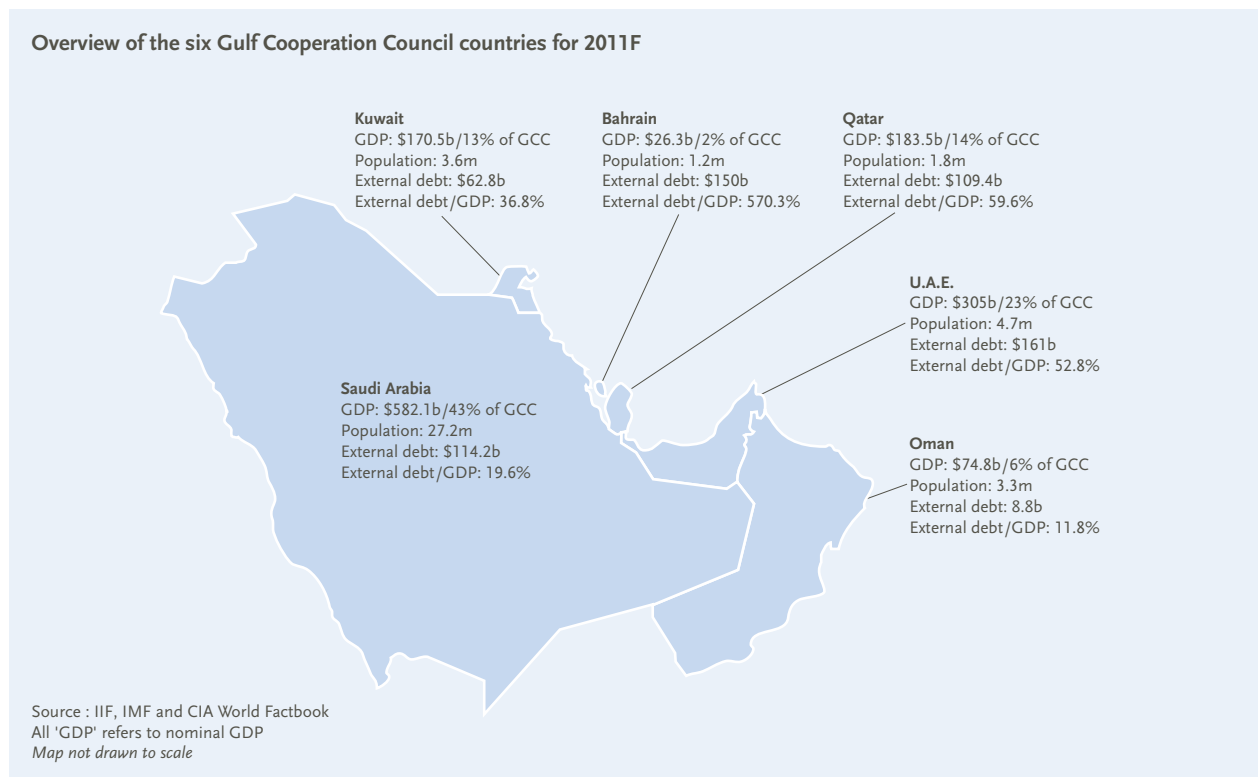 Overview of the six Gulf Cooperation Council countries for 2011F
Kuwait
GDP: $170.5b/13% of GCC
Population: 3.6m
External debt: $62.8b
External debt/GDP: 36.8%
Bahrain
GDP: $26.3b/2% of GCC
Population: 1.2m
External debt: $150b
External debt/GDP: 570.3%
Qatar
GDP: $183.5b/14% of GCC
Population: 1.8m
External debt: $109.4b
External debt/GDP: 59.6%
U.A.E.
GDP: $305b/23% of GCC
Population: 4.7m
External debt: $161b
External debt/GDP: 52.8%
Saudi Arabia
GDP: $582.1b/43% of GCC
Population: 27.2m
External debt: $114.2b
External debt/GDP: 19.6%
Oman
GDP: $74.8b/6% of GCC
Population: 3.3m
External debt: 8.8b
External debt/GDP: 11.8%
Source : IIF, IMF and CIA World Factbook
All 'GDP' refers to nominal GDP
Map not drawn to scale